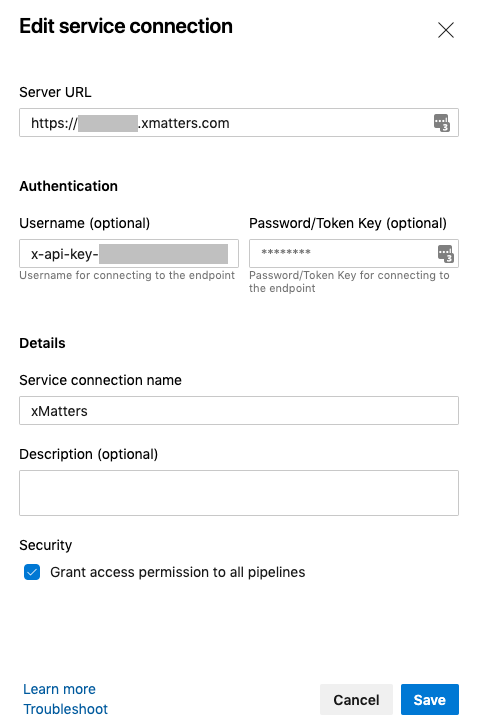 Edit service connection
Server URL
https:// .xmatters.com
Authentication
Username (optional) Password/Token Key (optional)
x-api-key- ********
Username for connecting to the endpoint Password/Token Key for connecting to
the endpoint
Details
Service connection name
xMatters
Description (optional)
Security
Grant access permission to all pipelines
Learn more
Troubleshoot
Cancel Save